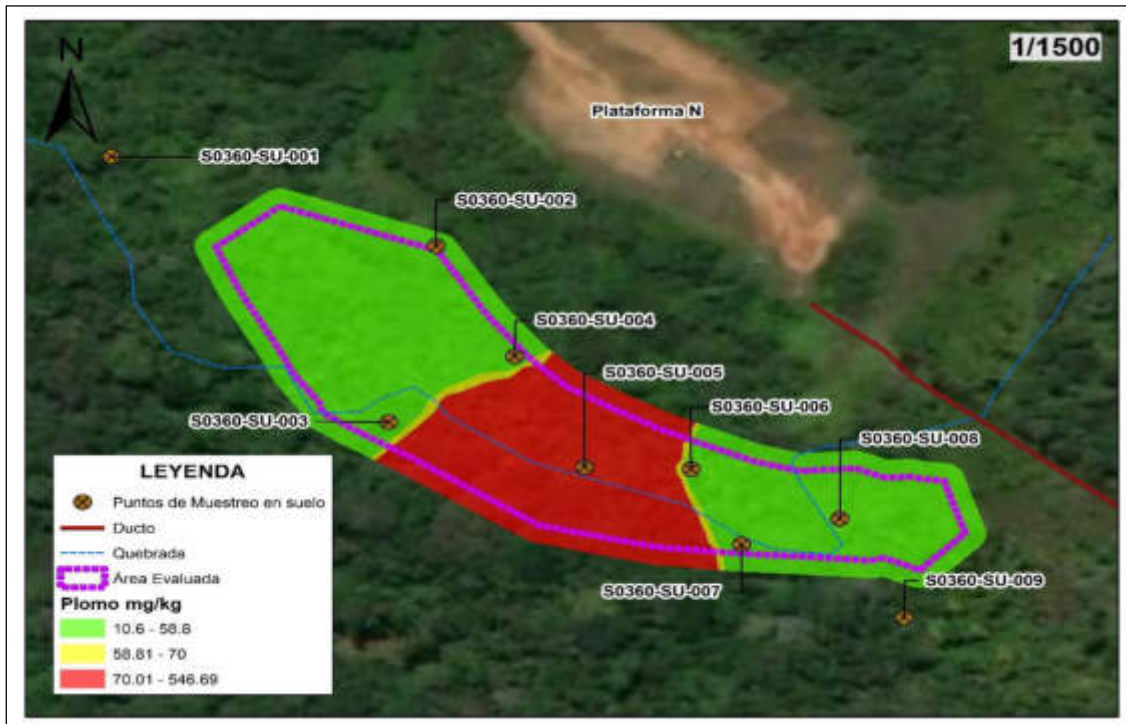 N
1/1500
Plataforma N
S0360-SU-001
S0360-SU-002
S0360-SU-004
S0360-SU-005
S0360-SU-006
S0360-SU-003
S0360-SU-008
S0360-SU-009
S0360-SU-007
LEYENDA
Puntos de Muestreo en suelo
Ducto
Quebrada
Área Evaluada
Plomo mg/kg
10.6 - 58.8
58.81 - 70
70.01 - 546.69